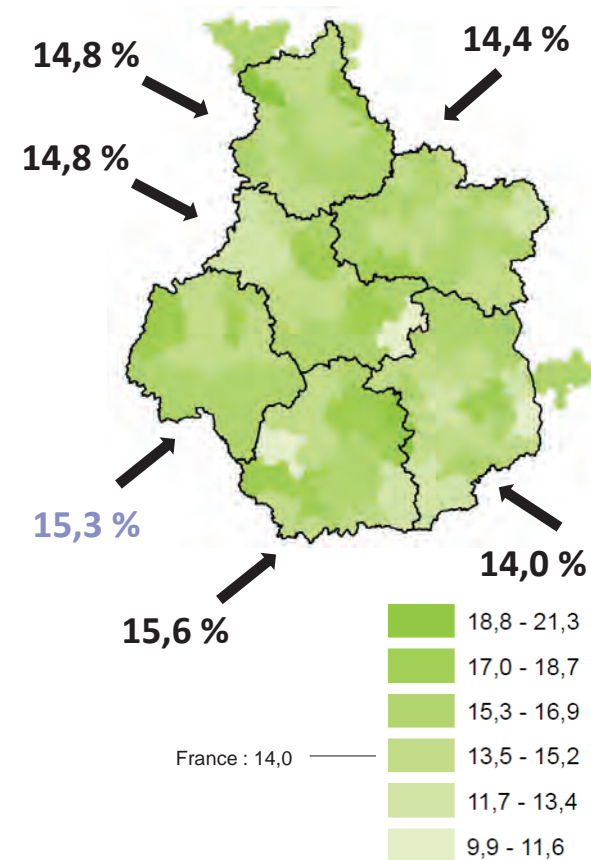 14,4 %
14,8 %
14,8 %
15,3 %
14,0 %
15,6 %
18,8 - 21,3
17,0 - 18,7
15,3 - 16,9
France : 14,0
13,5 - 15,2
11,7 - 13,4
9,9 - 11,6